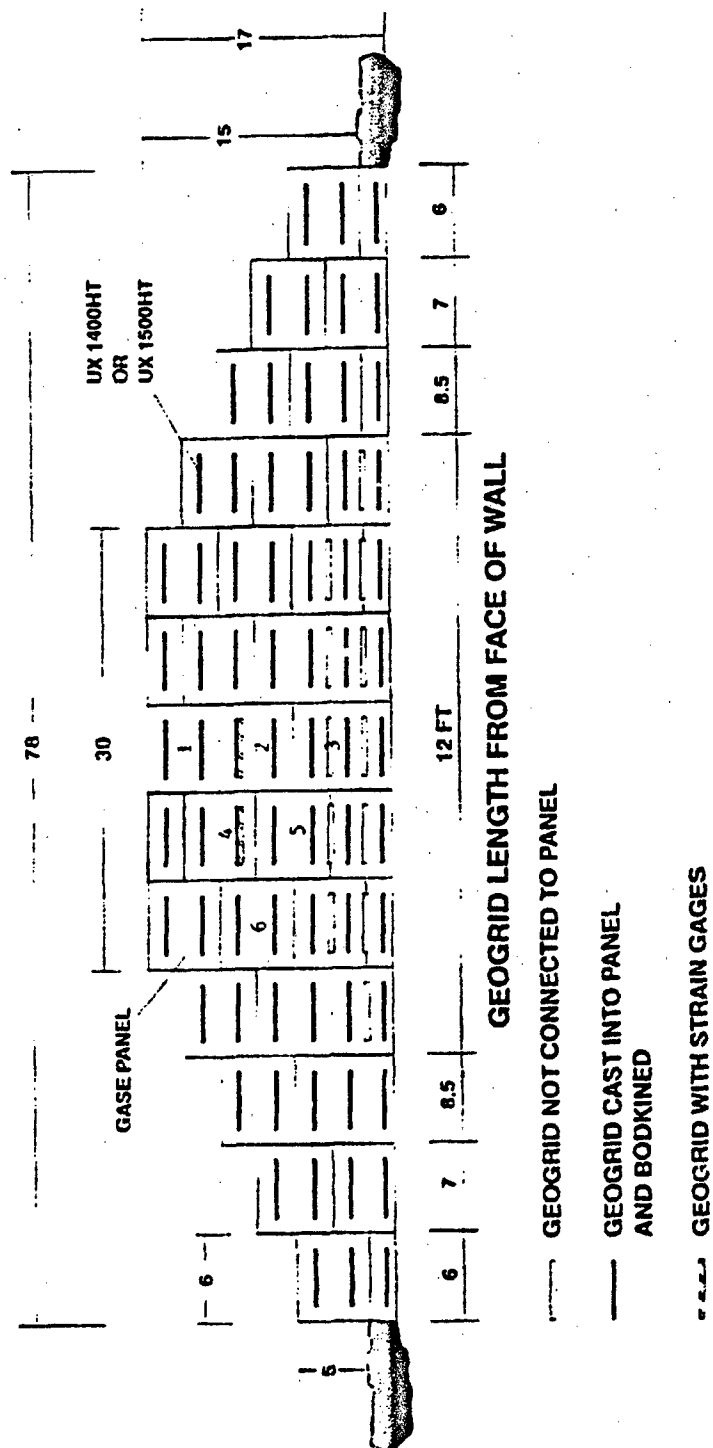 78
30
17
15
UX 1400HT
OR
UX 1500HT
GASE PANEL
6
5
1
2
3
4
5
6
6
7
8.5
12 FT
8.5
7
6
GEOGRID LENGTH FROM FACE OF WALL
GEOGRID NOT CONNECTED TO PANEL
GEOGRID CAST INTO PANEL
AND BODKINED
GEOGRID WITH STRAIN GAGES